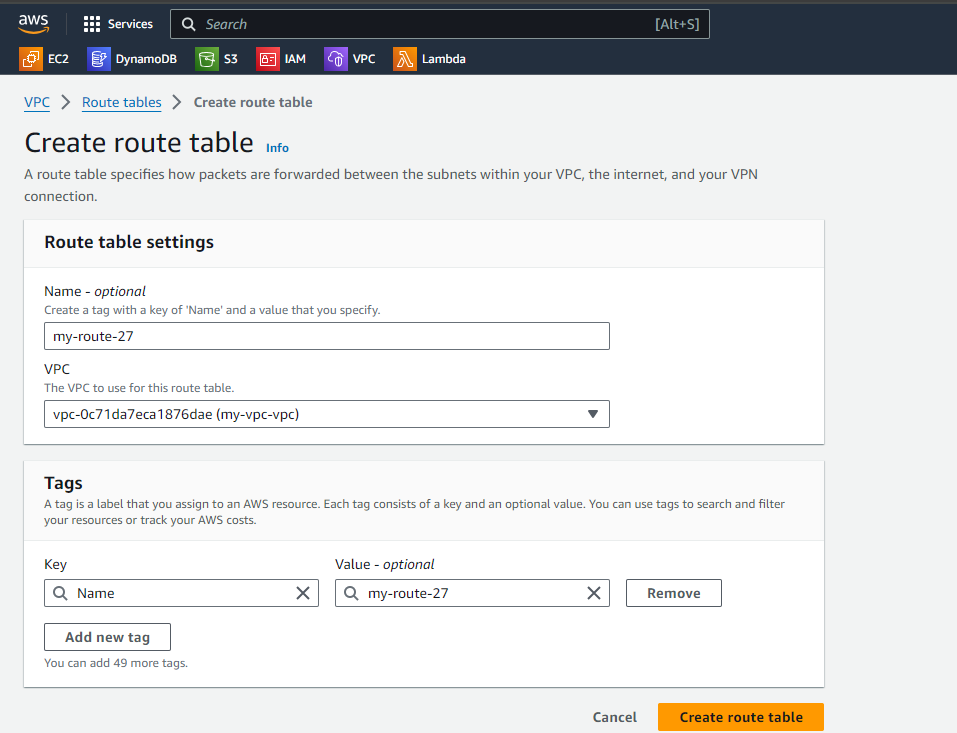 aws Services Search [Alt+S]
EC2 DynamoDB S3 IAM VPC Lambda
VPC Route tables Create route table
Create route table Info
A route table specifies how packets are forwarded between the subnets within your VPC, the internet, and your VPN
connection.
Route table settings
Name - optional
Create a tag with a key of 'Name' and a value that you specify.
my-route-27
VPC
The VPC to use for this route table.
vpc-0c71da7eca1876dae (my-vpc-vpc)
Tags
A tag is a label that you assign to an AWS resource. Each tag consists of a key and an optional value. You can use tags to search and filter
your resources or track your AWS costs.
Key Value - optional
Name my-route-27 Remove
Add new tag
You can add 49 more tags.
Cancel Create route table